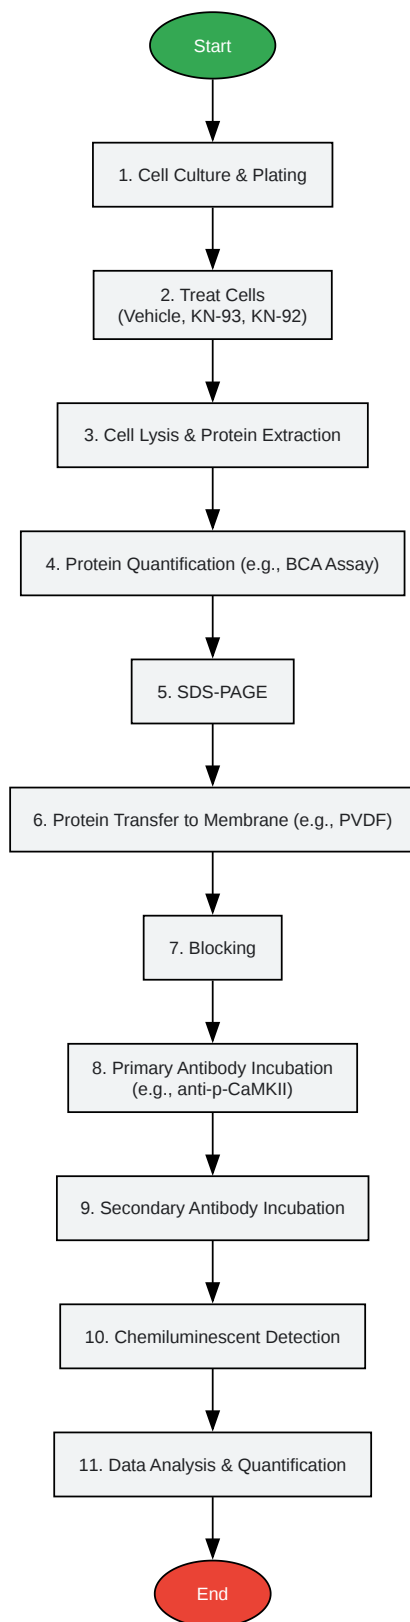 Start
1. Cell Culture & Plating
2. Treat Cells
(Vehicle, KN-93, KN-92)
3. Cell Lysis & Protein Extraction
4. Protein Quantification (e.g., BCA Assay)
5. SDS-PAGE
6. Protein Transfer to Membrane (e.g., PVDF)
7. Blocking
8. Primary Antibody Incubation
(e.g., anti-p-CaMKII)
9. Secondary Antibody Incubation
10. Chemiluminescent Detection
11. Data Analysis & Quantification
End